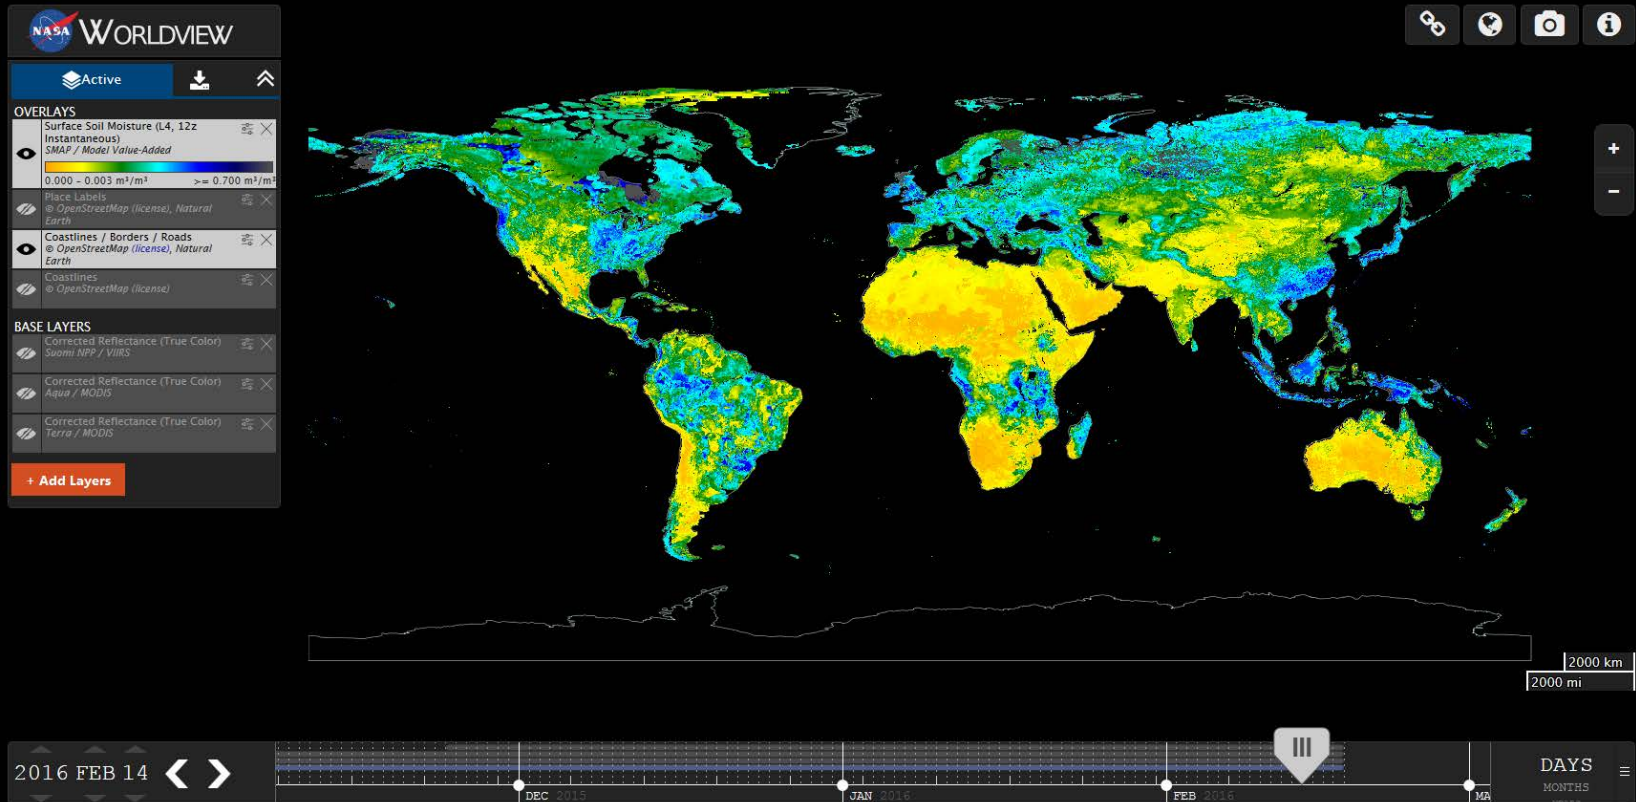 NASA WORLDVIEW
Active
OVERLAYS
Surface Soil Moisture (L4, 12z
Instantaneous)
SMAP / Model Value-Added
0.000 – 0.003 m³/m³ >= 0.700 m³/m³
Place Labels
© OpenStreetMap (license), Natural
Earth
Coastlines / Borders / Roads
© OpenStreetMap (license), Natural
Earth
Coastlines
© OpenStreetMap (license)
BASE LAYERS
Corrected Reflectance (True Color)
Suomi NPP / VIIRS
Corrected Reflectance (True Color)
Aqua / MODIS
Corrected Reflectance (True Color)
Terra / MODIS
+ Add Layers
+
−
2000 km
2000 mi
2016 FEB 14
DEC 2015
JAN 2016
FEB 2016
MA
DAYS
MONTHS